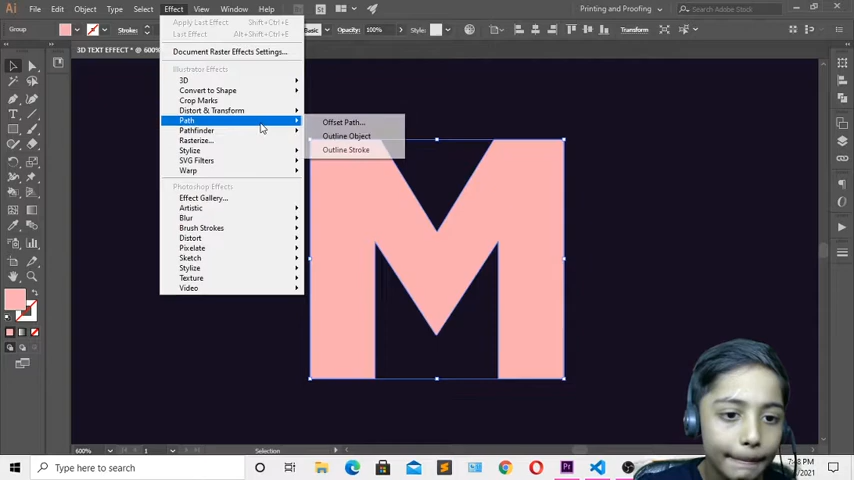 Ai File Edit Object Type Select Effect View Window Help Printing and Proofing
Group Basic Opacity: 100% Style: Transform
3D TEXT EFFECT* @ 600%
Apply Last Effect Shift+Ctrl+E
Last Effect Alt+Shift+Ctrl+E
Document Raster Effects Settings...
Illustrator Effects
3D
Convert to Shape
Crop Marks
Distort & Transform
Path
Offset Path...
Outline Object
Outline Stroke
Pathfinder
Rasterize...
Stylize
SVG Filters
Warp
Photoshop Effects
Effect Gallery...
Artistic
Blur
Brush Strokes
Distort
Pixelate
Sketch
Stylize
Texture
Video
M
600% 1 Selection
Type here to search